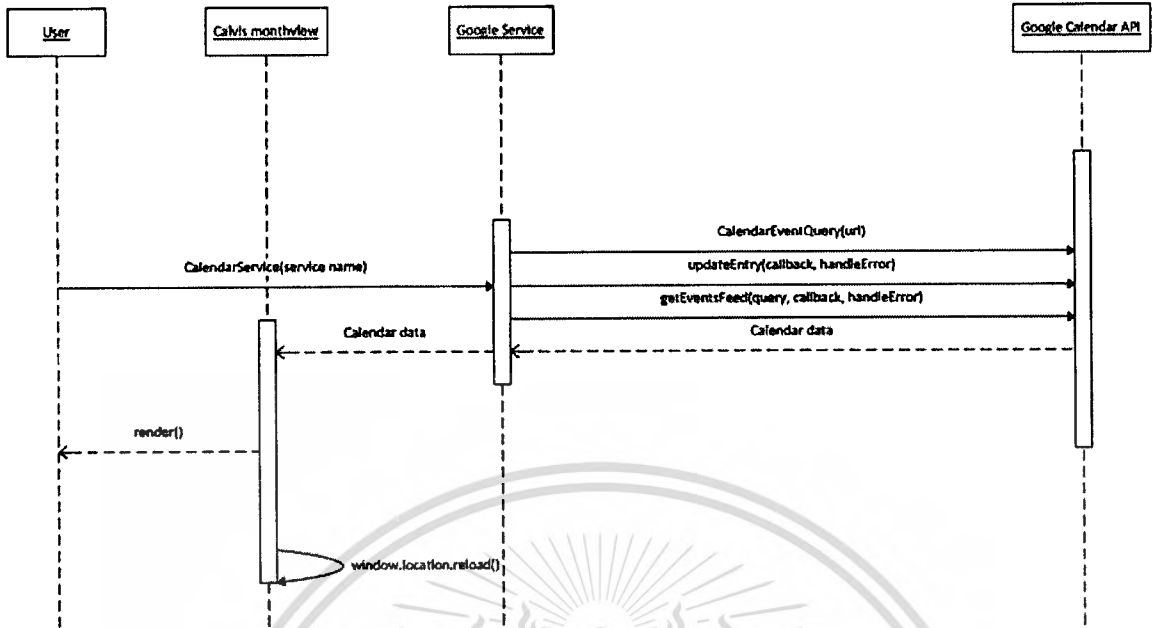 User
Calvis monthview
Google Service
Google Calendar API
CalendarEventQuery(url)
CalendarService(service name)
updateEntry(callback, handleError)
getEventsFeed(query, callback, handleError)
Calendar data
Calendar data
render()
window.location.reload()